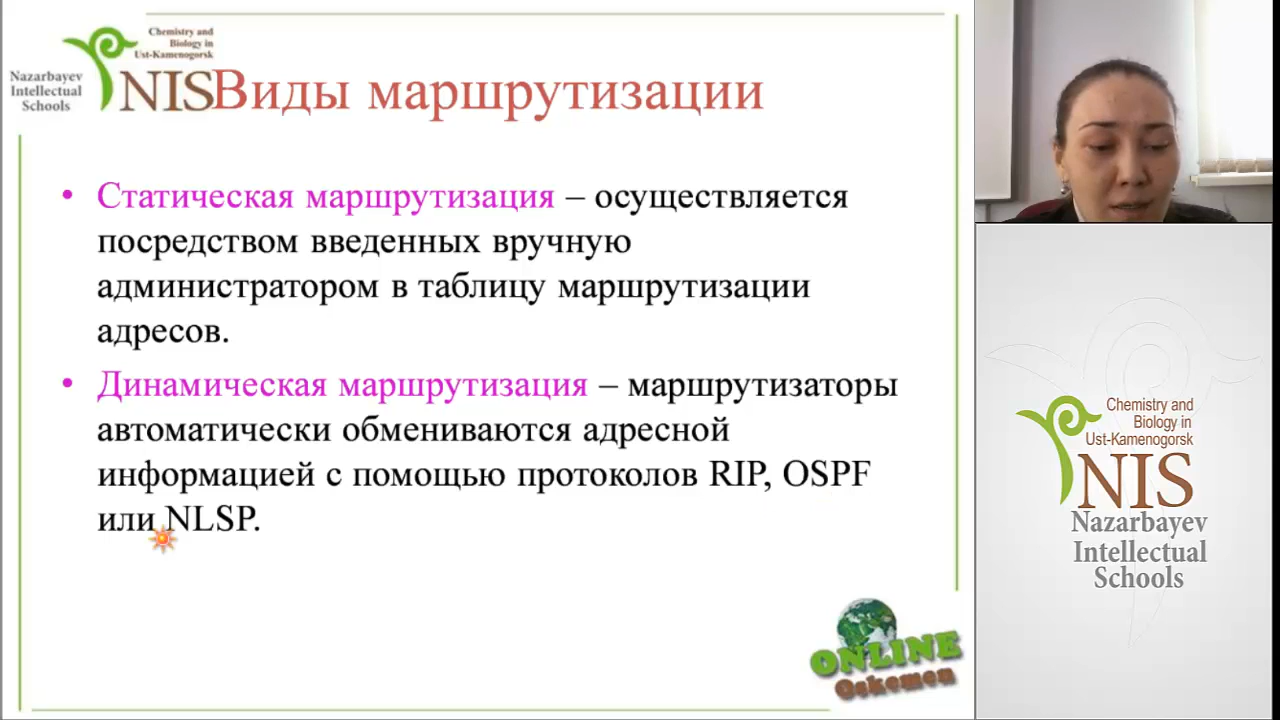 Chemistry and
Biology in
Ust-Kamenogorsk
Nazarbayev
Intellectual
Schools
NIS
Виды маршрутизации
• Статическая маршрутизация – осуществляется
посредством введенных вручную
администратором в таблицу маршрутизации
адресов.
• Динамическая маршрутизация – маршрутизаторы
автоматически обмениваются адресной
информацией с помощью протоколов RIP, OSPF
или NLSP.
ONLINE
Oskemen
Chemistry and
Biology in
Ust-Kamenogorsk
NIS
Nazarbayev
Intellectual
Schools